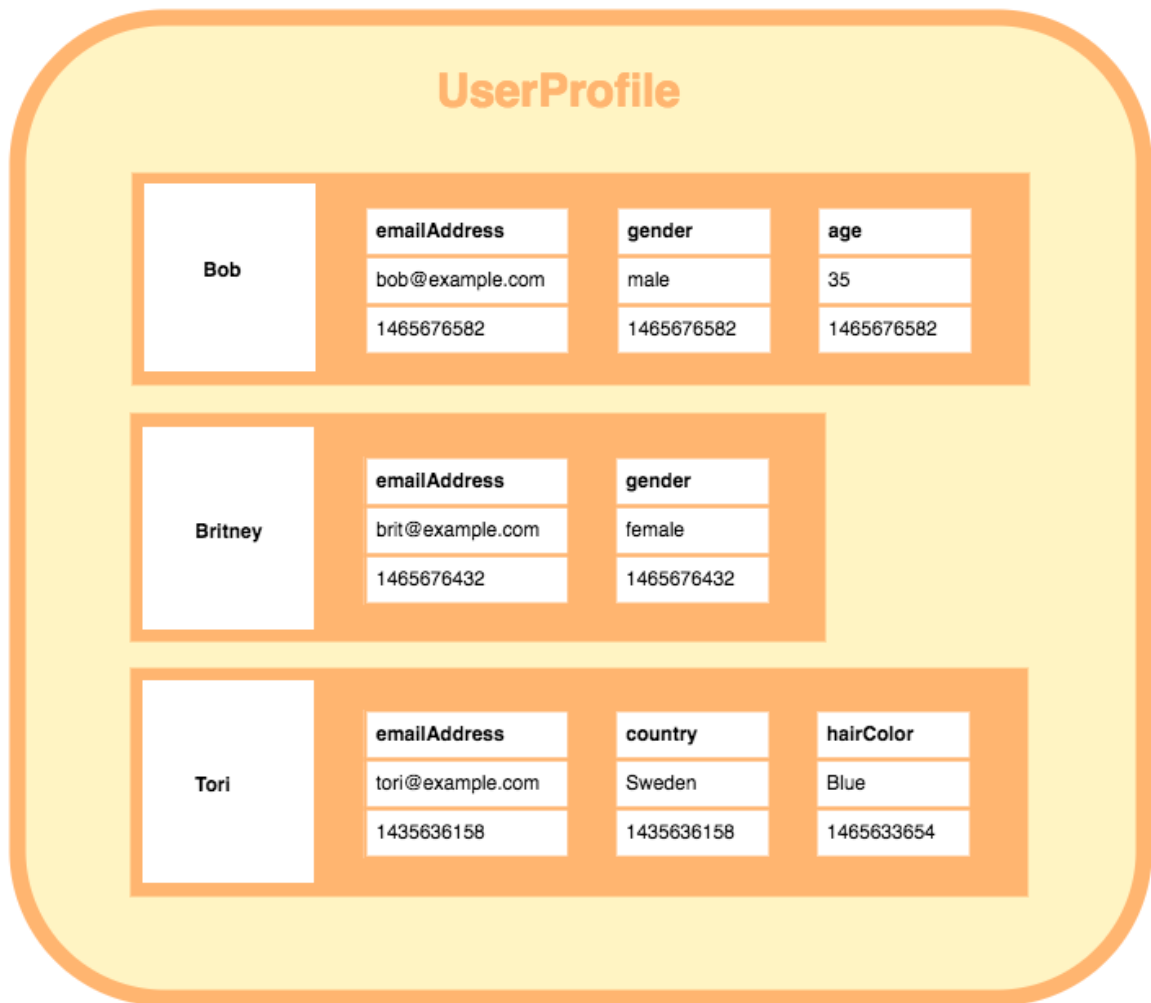 UserProfile
Bob
emailAddress gender age
bob@example.com male 35
1465676582 1465676582 1465676582
Britney
emailAddress gender
brit@example.com female
1465676432 1465676432
Tori
emailAddress country hairColor
tori@example.com Sweden Blue
1435636158 1435636158 1465633654